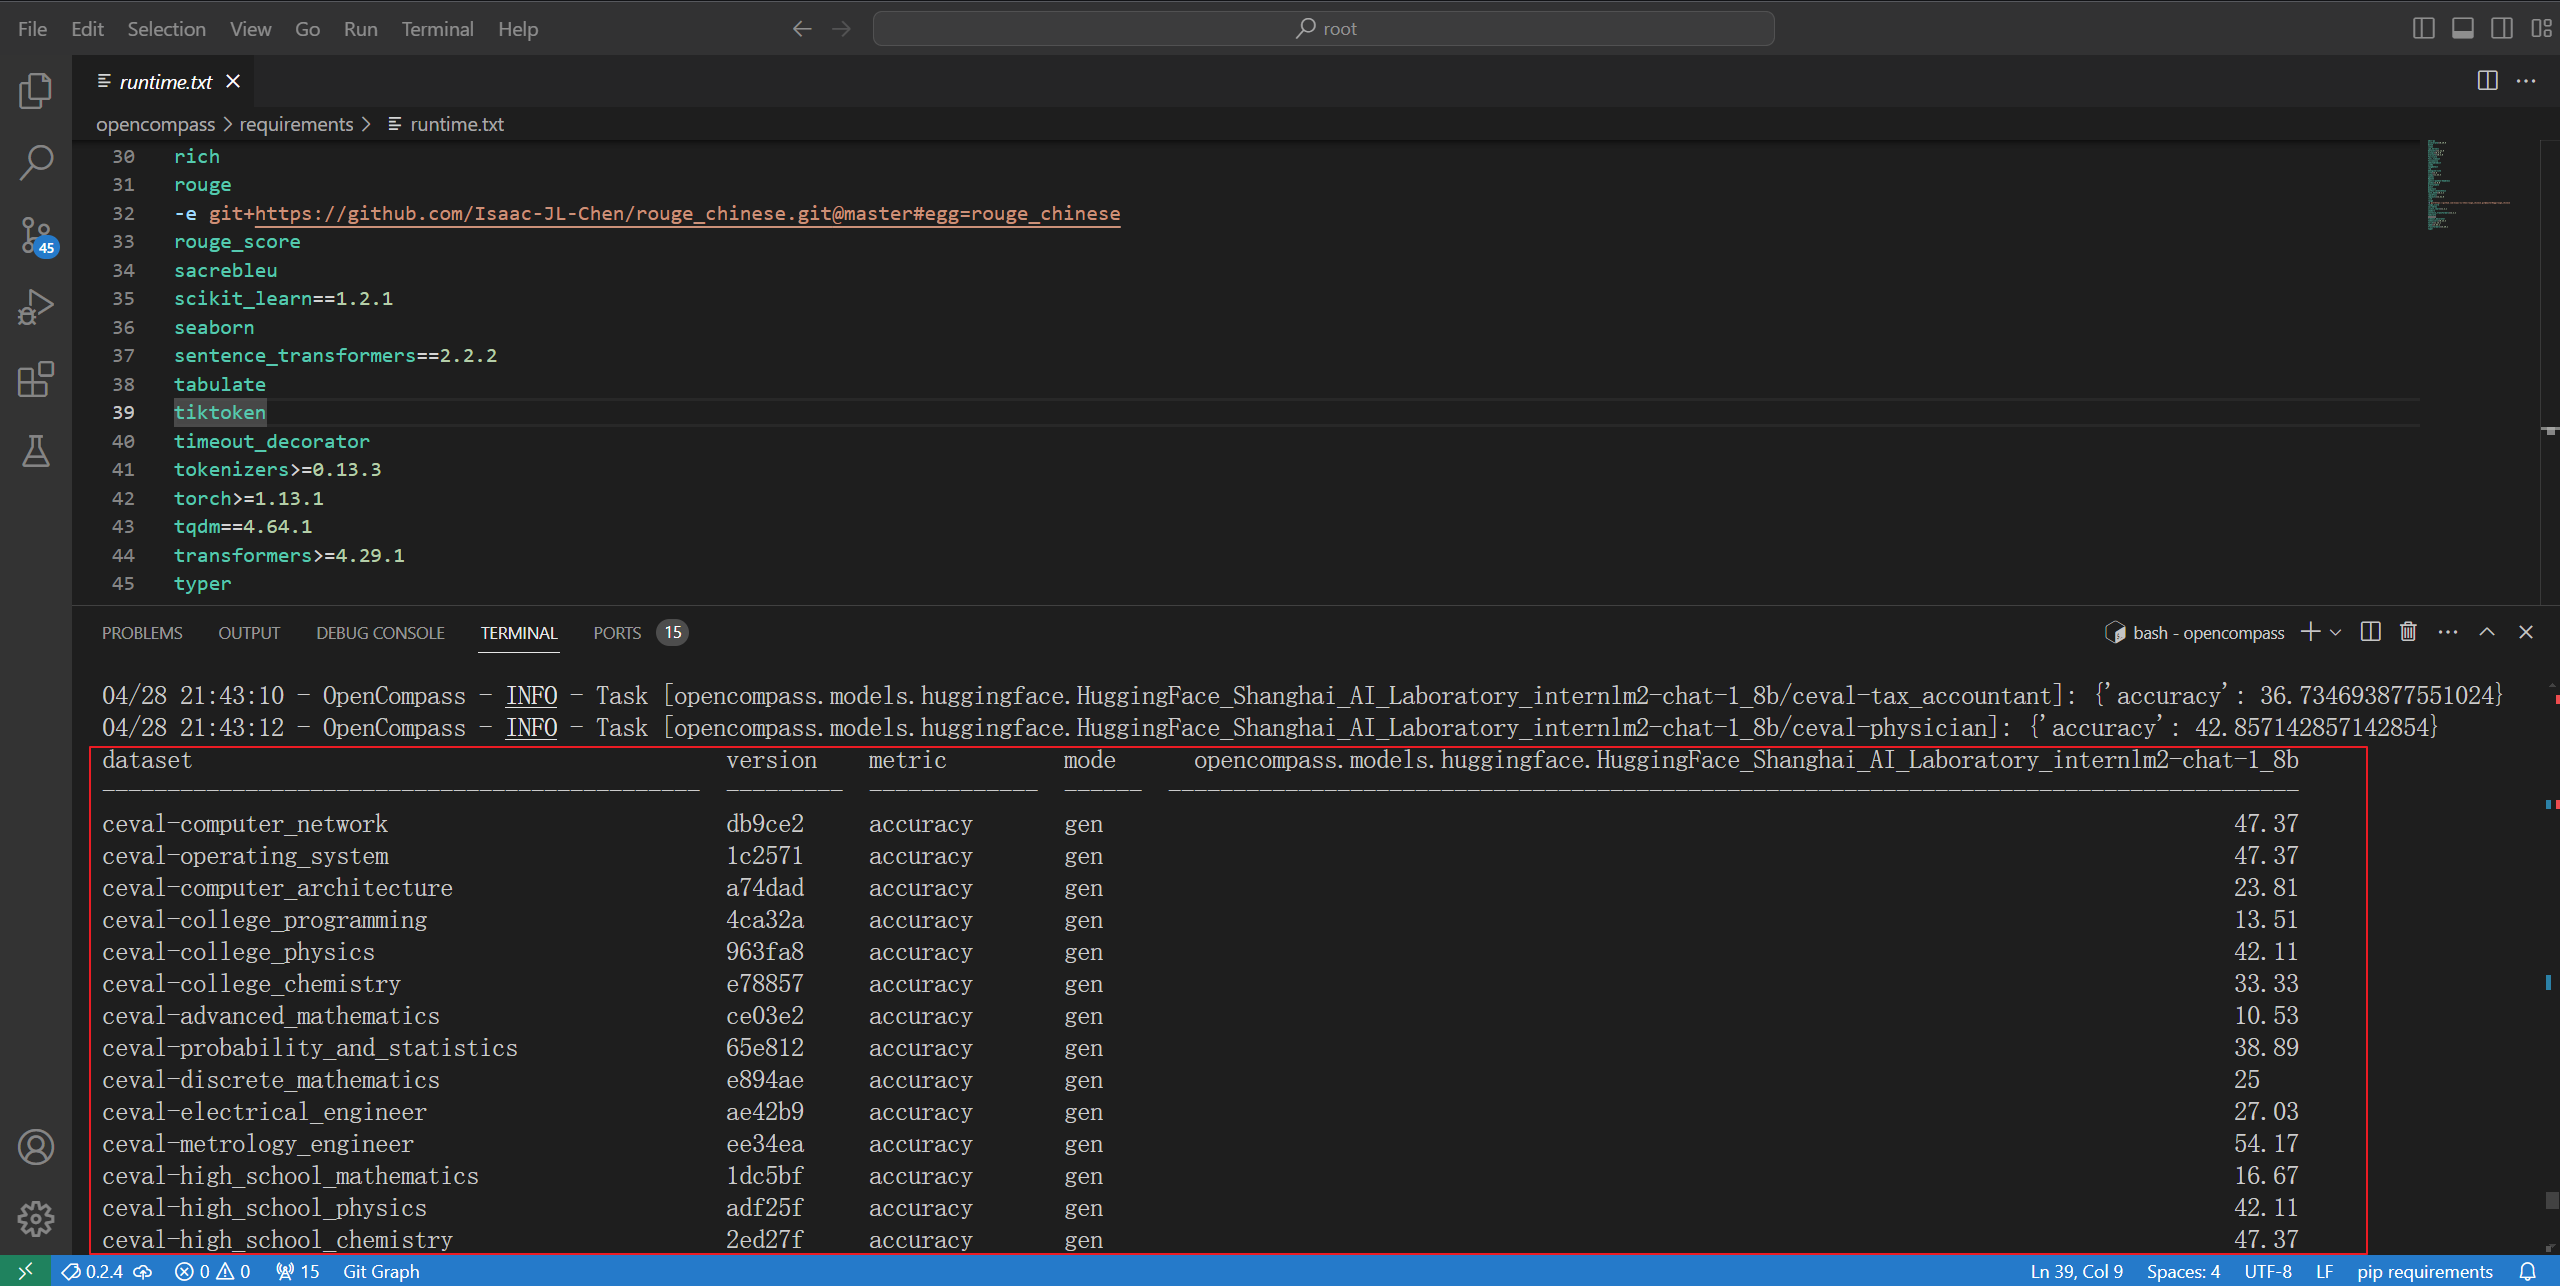 File Edit Selection View Go Run Terminal Help root
runtime.txt
opencompass > requirements > runtime.txt
30 rich
31 rouge
32 -e git+https://github.com/Isaac-JL-Chen/rouge_chinese.git@master#egg=rouge_chinese
33 rouge_score
34 sacrebleu
35 scikit_learn==1.2.1
36 seaborn
37 sentence_transformers==2.2.2
38 tabulate
39 tiktoken
40 timeout_decorator
41 tokenizers>=0.13.3
42 torch>=1.13.1
43 tqdm==4.64.1
44 transformers>=4.29.1
45 typer
45
PROBLEMS OUTPUT DEBUG CONSOLE TERMINAL PORTS 15 bash - opencompass
04/28 21:43:10 - OpenCompass - INFO - Task [opencompass.models.huggingface.HuggingFace_Shanghai_AI_Laboratory_internlm2-chat-1_8b/ceval-tax_accountant]: {'accuracy': 36.734693877551024}
04/28 21:43:12 - OpenCompass - INFO - Task [opencompass.models.huggingface.HuggingFace_Shanghai_AI_Laboratory_internlm2-chat-1_8b/ceval-physician]: {'accuracy': 42.857142857142854}
dataset version metric mode opencompass.models.huggingface.HuggingFace_Shanghai_AI_Laboratory_internlm2-chat-1_8b
---------------------------------------------- --------- ------------- ------ ---------------------------------------------------------------------------------------
ceval-computer_network db9ce2 accuracy gen 47.37
ceval-operating_system 1c2571 accuracy gen 47.37
ceval-computer_architecture a74dad accuracy gen 23.81
ceval-college_programming 4ca32a accuracy gen 13.51
ceval-college_physics 963fa8 accuracy gen 42.11
ceval-college_chemistry e78857 accuracy gen 33.33
ceval-advanced_mathematics ce03e2 accuracy gen 10.53
ceval-probability_and_statistics 65e812 accuracy gen 38.89
ceval-discrete_mathematics e894ae accuracy gen 25
ceval-electrical_engineer ae42b9 accuracy gen 27.03
ceval-metrology_engineer ee34ea accuracy gen 54.17
ceval-high_school_mathematics 1dc5bf accuracy gen 16.67
ceval-high_school_physics adf25f accuracy gen 42.11
ceval-high_school_chemistry 2ed27f accuracy gen 47.37
0.2.4 0 0 15 Git Graph Ln 39, Col 9 Spaces: 4 UTF-8 LF pip requirements